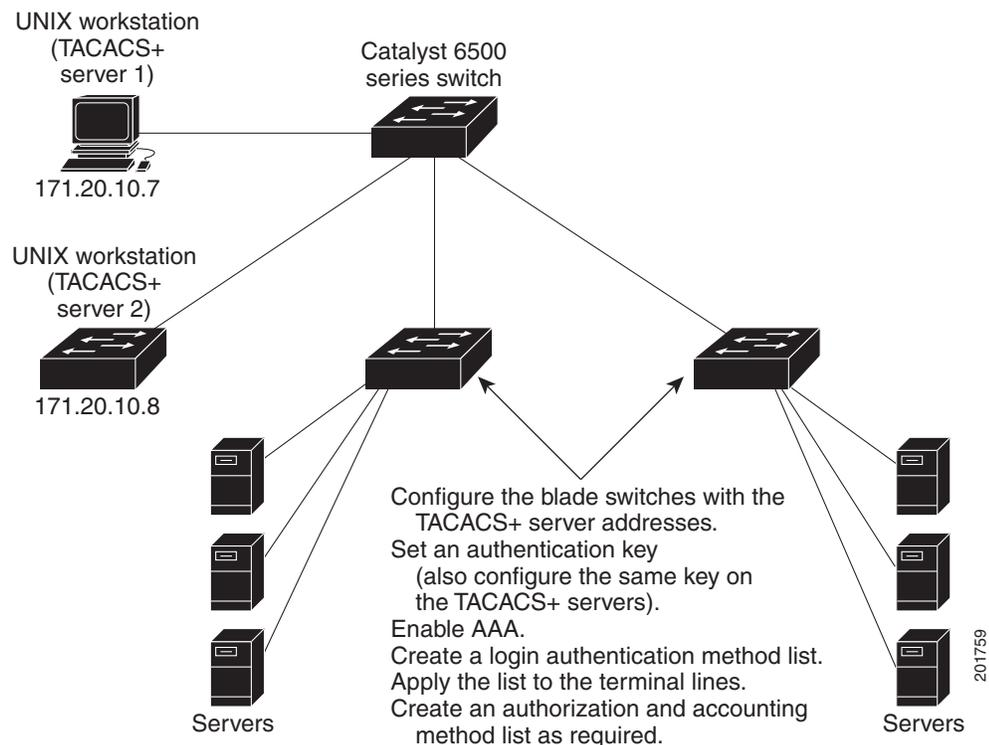 UNIX workstation
(TACACS+
server 1)
Catalyst 6500
series switch
171.20.10.7
UNIX workstation
(TACACS+
server 2)
171.20.10.8
Configure the blade switches with the
TACACS+ server addresses.
Set an authentication key
(also configure the same key on
the TACACS+ servers).
Enable AAA.
Create a login authentication method list.
Apply the list to the terminal lines.
Create an authorization and accounting
method list as required.
Servers
Servers
201759